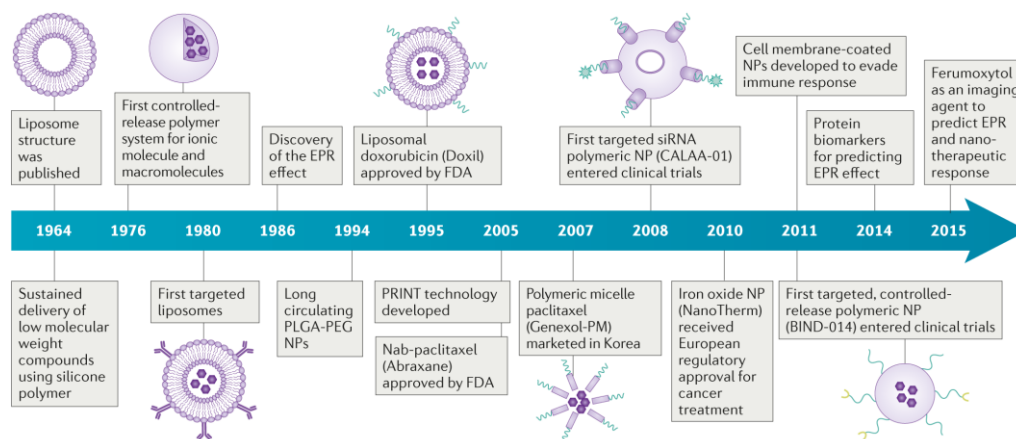 Liposome
structure
was
published
First controlled-
release polymer
system for ionic
molecule and
macromolecules
Discovery
of the EPR
effect
Liposomal
doxorubicin (Doxil)
approved by FDA
First targeted siRNA
polymeric NP (CALAA-01)
entered clinical trials
Cell membrane-coated
NPs developed to evade
immune response
Protein
biomarkers
for predicting
EPR effect
Ferumoxytol
as an imaging
agent to
predict EPR
and nano-
therapeutic
response
1964 1976 1980 1986 1994 1995 2005 2007 2008 2010 2011 2014 2015
Sustained
delivery of
low molecular
weight
compounds
using silicone
polymer
First targeted
liposomes
Long
circulating
PLGA-PEG
NPs
PRINT technology
developed
Nab-paclitaxel
(Abraxane)
approved by FDA
Polymeric micelle
paclitaxel
(Genexol-PM)
marketed in Korea
Iron oxide NP
(NanoTherm)
received
European
regulatory
approval for
cancer
treatment
First targeted, controlled-
release polymeric NP
(BIND-014) entered clinical trials